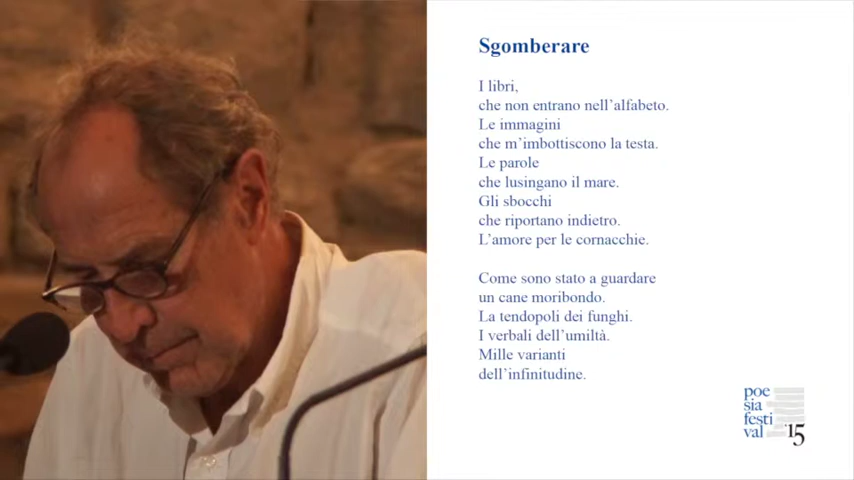 Sgomberare
I libri,
che non entrano nell'alfabeto.
Le immagini
che m'imbottiscono la testa.
Le parole
che lusingano il mare.
Gli sbocchi
che riportano indietro.
L'amore per le cornacchie.
Come sono stato a guardare
un cane moribondo.
La tendopoli dei funghi.
I verbali dell'umiltà.
Mille varianti
dell'infinitudine.
poe
sia
festi
val '15